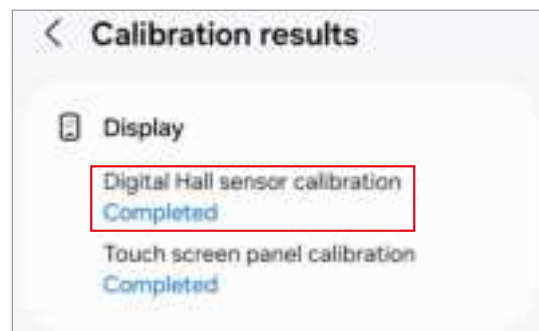 Calibration results
Display
Digital Hall sensor calibration
Completed
Touch screen panel calibration
Completed